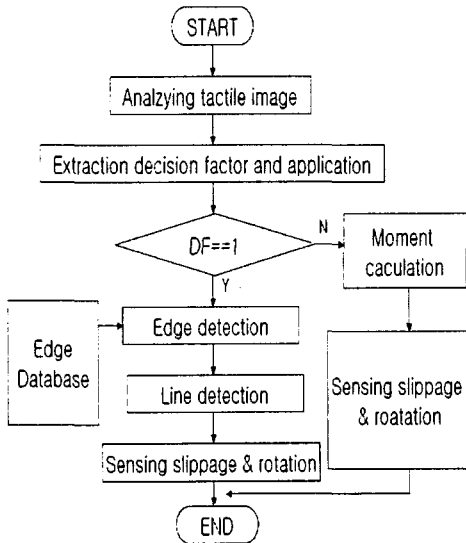 START
Analzying tactile image
Extraction decision factor and application
DF==1
N
Moment
caculation
Y
Edge
Database
Edge detection
Line detection
Sensing slippage
& roatation
Sensing slippage & rotation
END